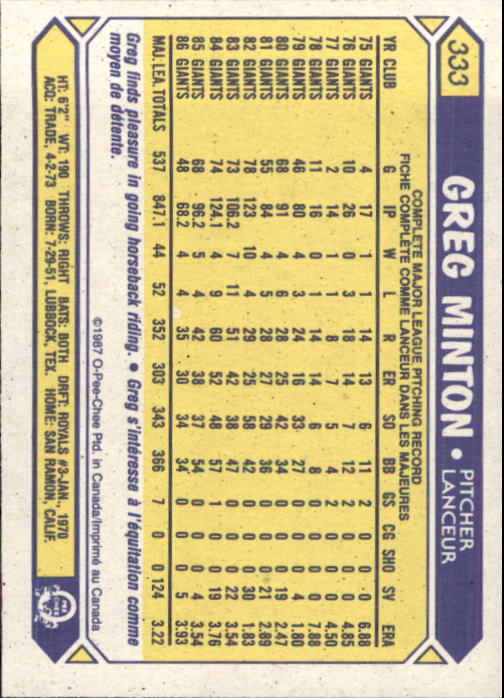 333
GREG MINTON • PITCHER
LANCEUR
COMPLETE MAJOR LEAGUE PITCHING RECORD
FICHE COMPLÈTE COMME LANCEUR DANS LES MAJEURES
YR CLUB G IP W L R ER SO BB GS CG SHO SV ERA
75 GIANTS 4 17 1 1 14 13 6 11 2 0 0 0 6.88
76 GIANTS 10 26 0 3 18 14 7 12 2 0 0 0 4.85
77 GIANTS 2 14 1 1 8 7 5 4 2 0 0 0 4.50
78 GIANTS 11 16 0 1 14 14 6 8 0 0 0 0 7.88
79 GIANTS 46 80 4 3 24 16 33 27 0 0 0 4 1.80
80 GIANTS 68 91 4 6 28 25 42 34 0 0 0 19 2.47
81 GIANTS 55 84 4 5 28 27 29 36 0 0 0 21 2.89
82 GIANTS 78 123 10 4 29 25 58 42 0 0 0 30 1.83
83 GIANTS 73 106.2 7 11 51 42 38 47 0 0 0 22 3.54
84 GIANTS 74 124.1 4 9 60 52 48 57 1 0 0 19 3.76
85 GIANTS 68 96.2 5 4 42 38 37 54 0 0 0 4 3.54
86 GIANTS 48 68.2 4 4 35 30 34 34 0 0 0 5 3.93
MAJ. LEA. TOTALS 537 847.1 44 52 352 303 343 366 7 0 0 124 3.22
Greg finds pleasure in going horseback riding. • Greg s'intéresse à l'équitation comme
moyen de détente.
©1987 O-Pee-Chee Ptd. in Canada/Imprimé au Canada
HT: 6'2" WT: 190 THROWS: RIGHT BATS: BOTH DRFT: ROYALS #3-JAN., 1970
ACQ: TRADE, 4-2-73 BORN: 7-29-51, LUBBOCK, TEX. HOME: SAN RAMON, CALIF.
O
PEE
CHEE